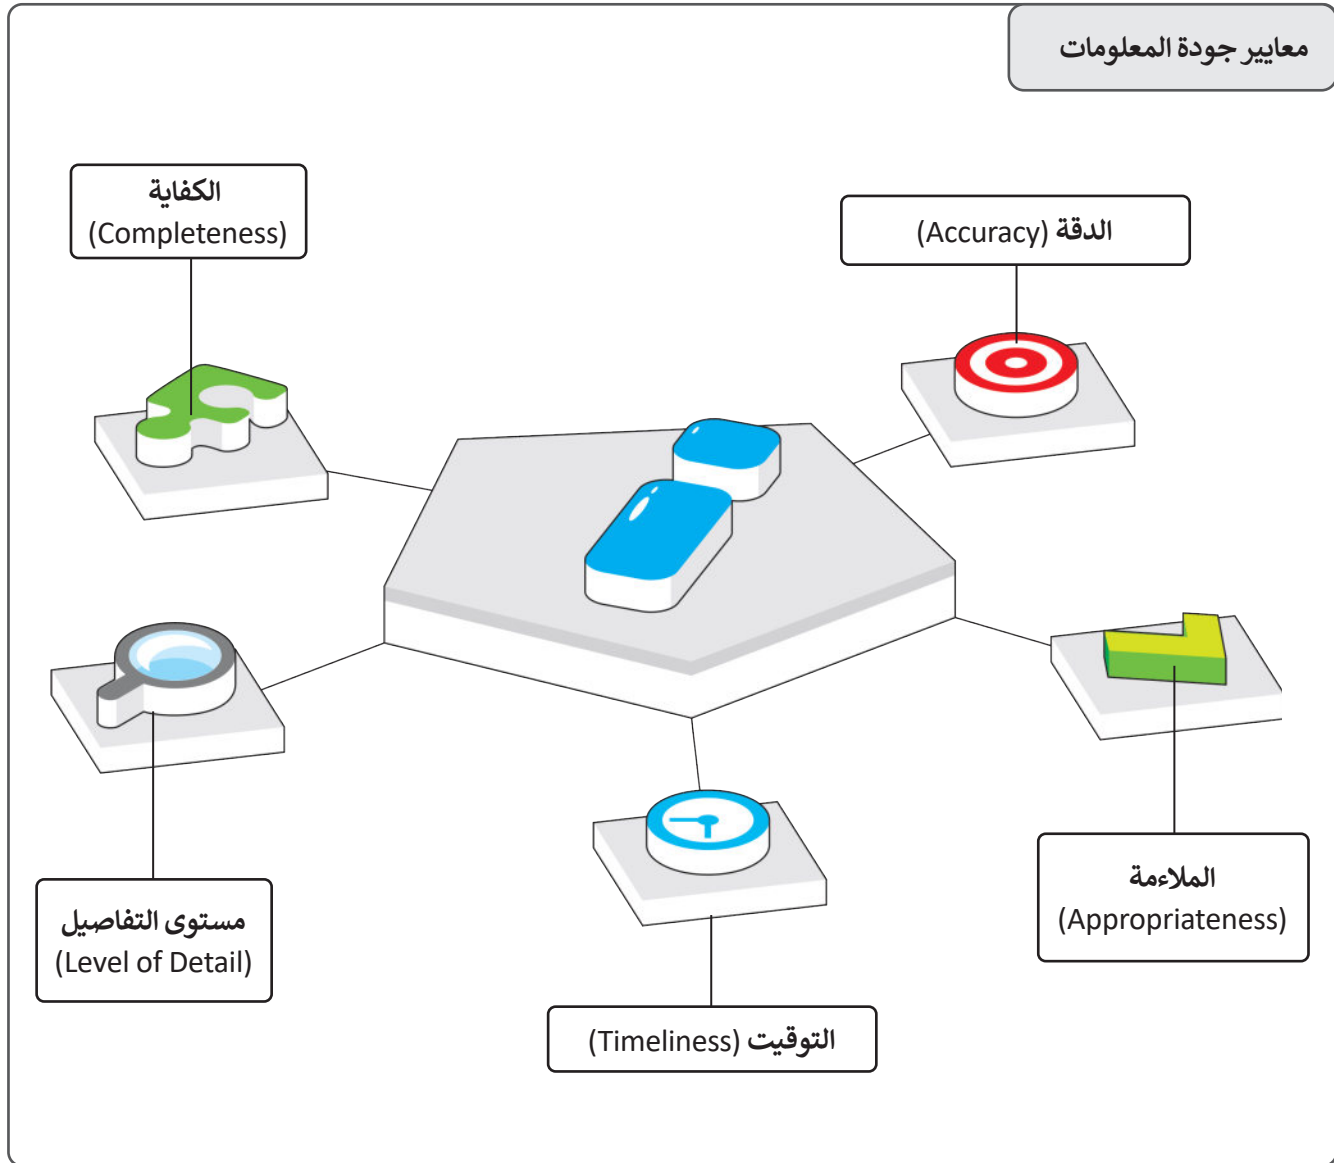 معايير جودة المعلومات
الدقة (Accuracy)
الكفاية
(Completeness)
الملاءمة
(Appropriateness)
مستوى التفاصيل
(Level of Detail)
التوقيت (Timeliness)